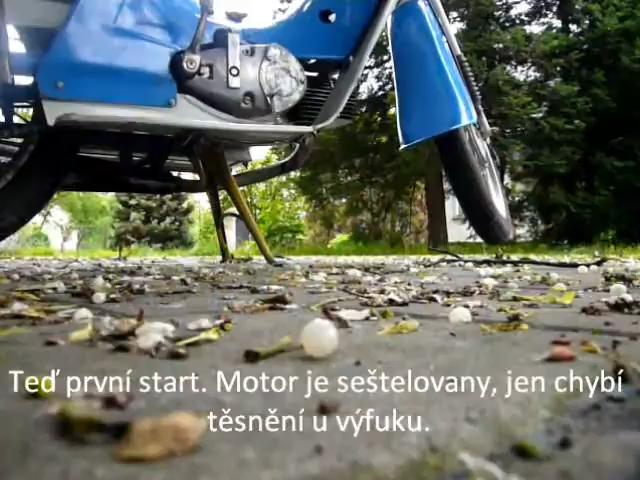 Teď první start. Motor je seštelovany, jen chybí
těsnění u výfuku.